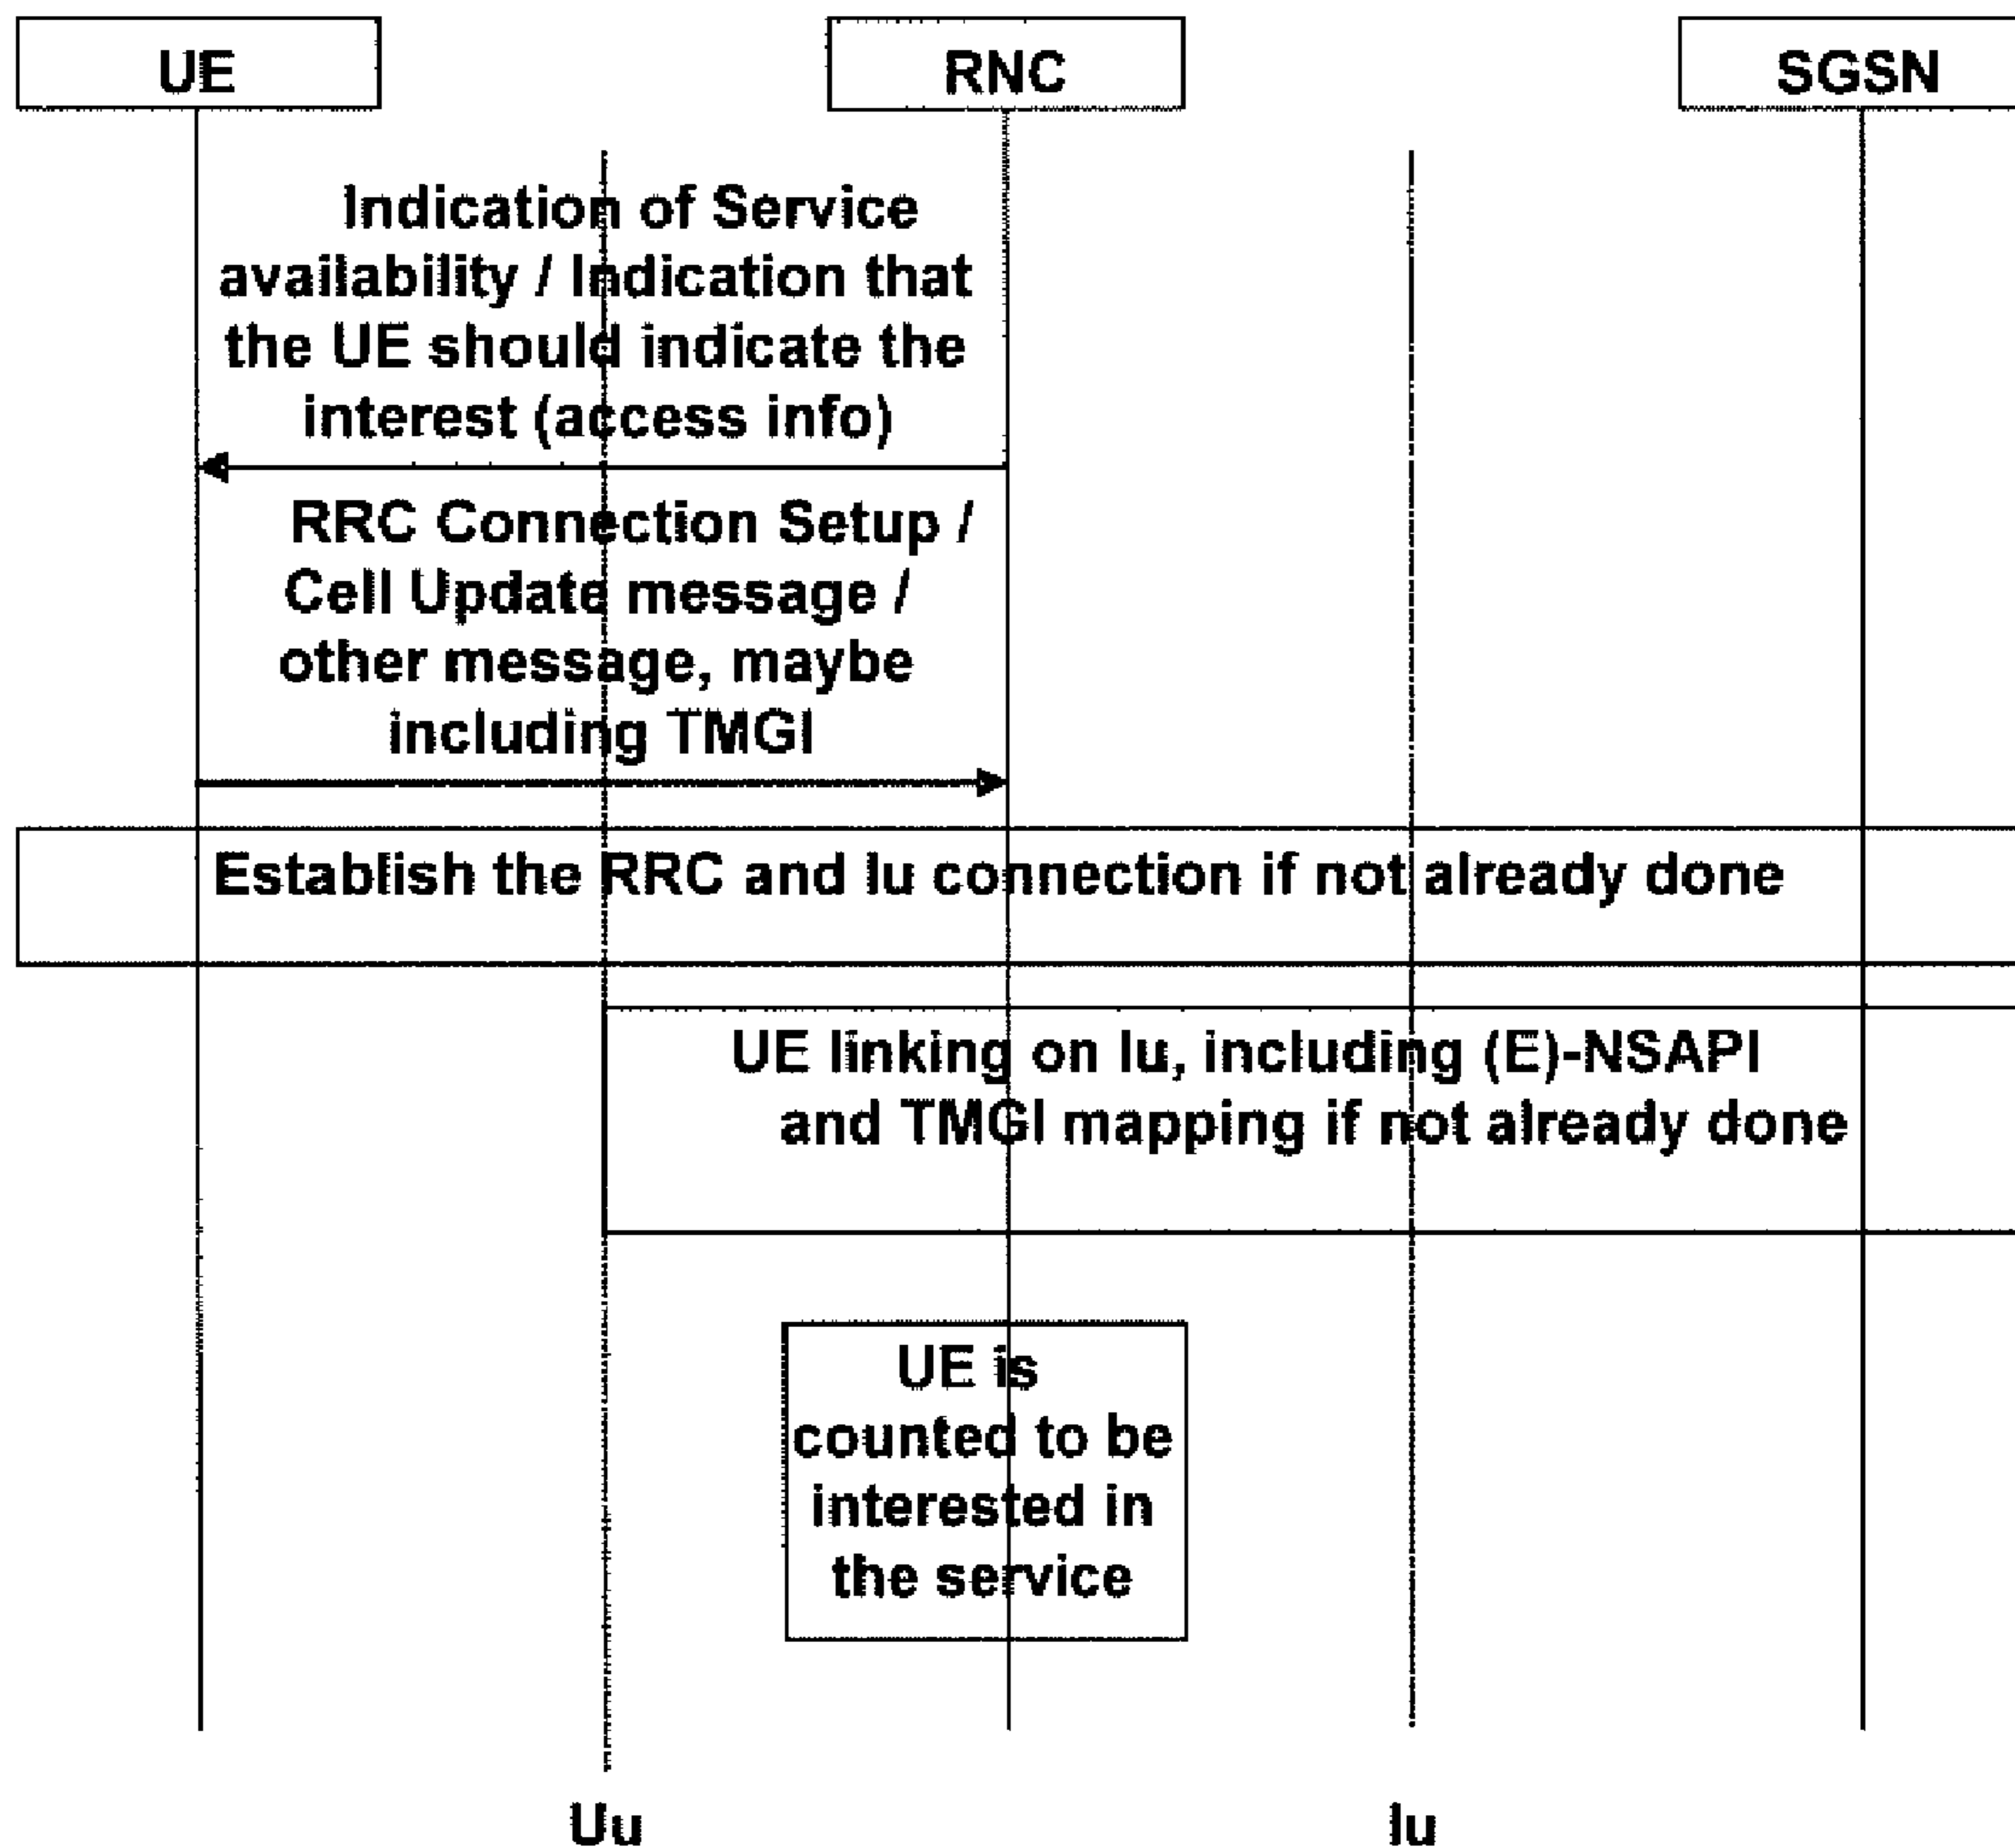 UE
RNC
SGSN
Indication of Service
availability / Indication that
the UE should indicate the
interest (access info)
RRC Connection Setup /
Cell Update message /
other message, maybe
including TMGI
Establish the RRC and Iu connection if not already done
UE linking on Iu, including (E)-NSAPI
and TMGI mapping if not already done
UE is
counted to be
interested in
the service
Uu
Iu